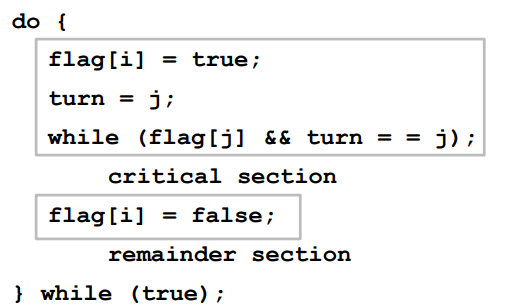 do {
flag[i] = true;
turn = j;
while (flag[j] && turn = = j);
critical section
flag[i] = false;
remainder section
} while (true);